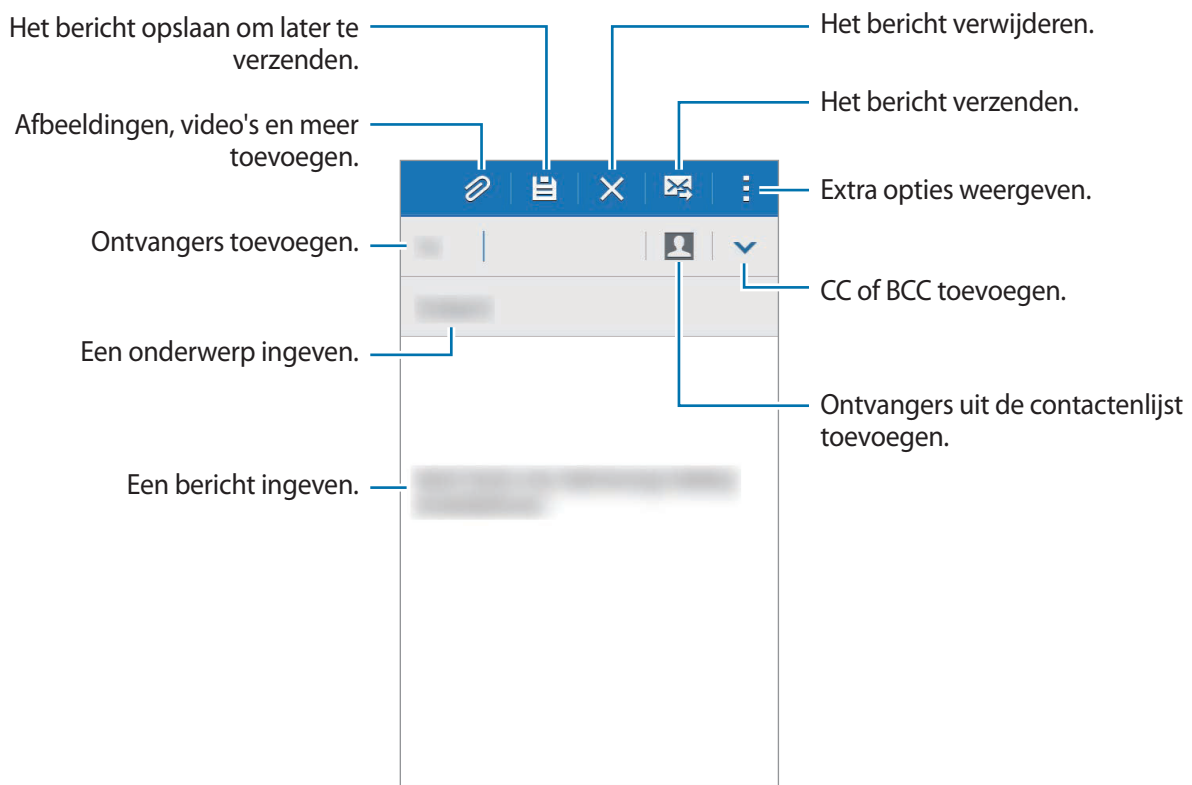 Het bericht opslaan om later te
verzenden.
Afbeeldingen, video's en meer
toevoegen.
Ontvangers toevoegen.
Een onderwerp ingeven.
Een bericht ingeven.
Het bericht verwijderen.
Het bericht verzenden.
Extra opties weergeven.
CC of BCC toevoegen.
Ontvangers uit de contactenlijst
toevoegen.